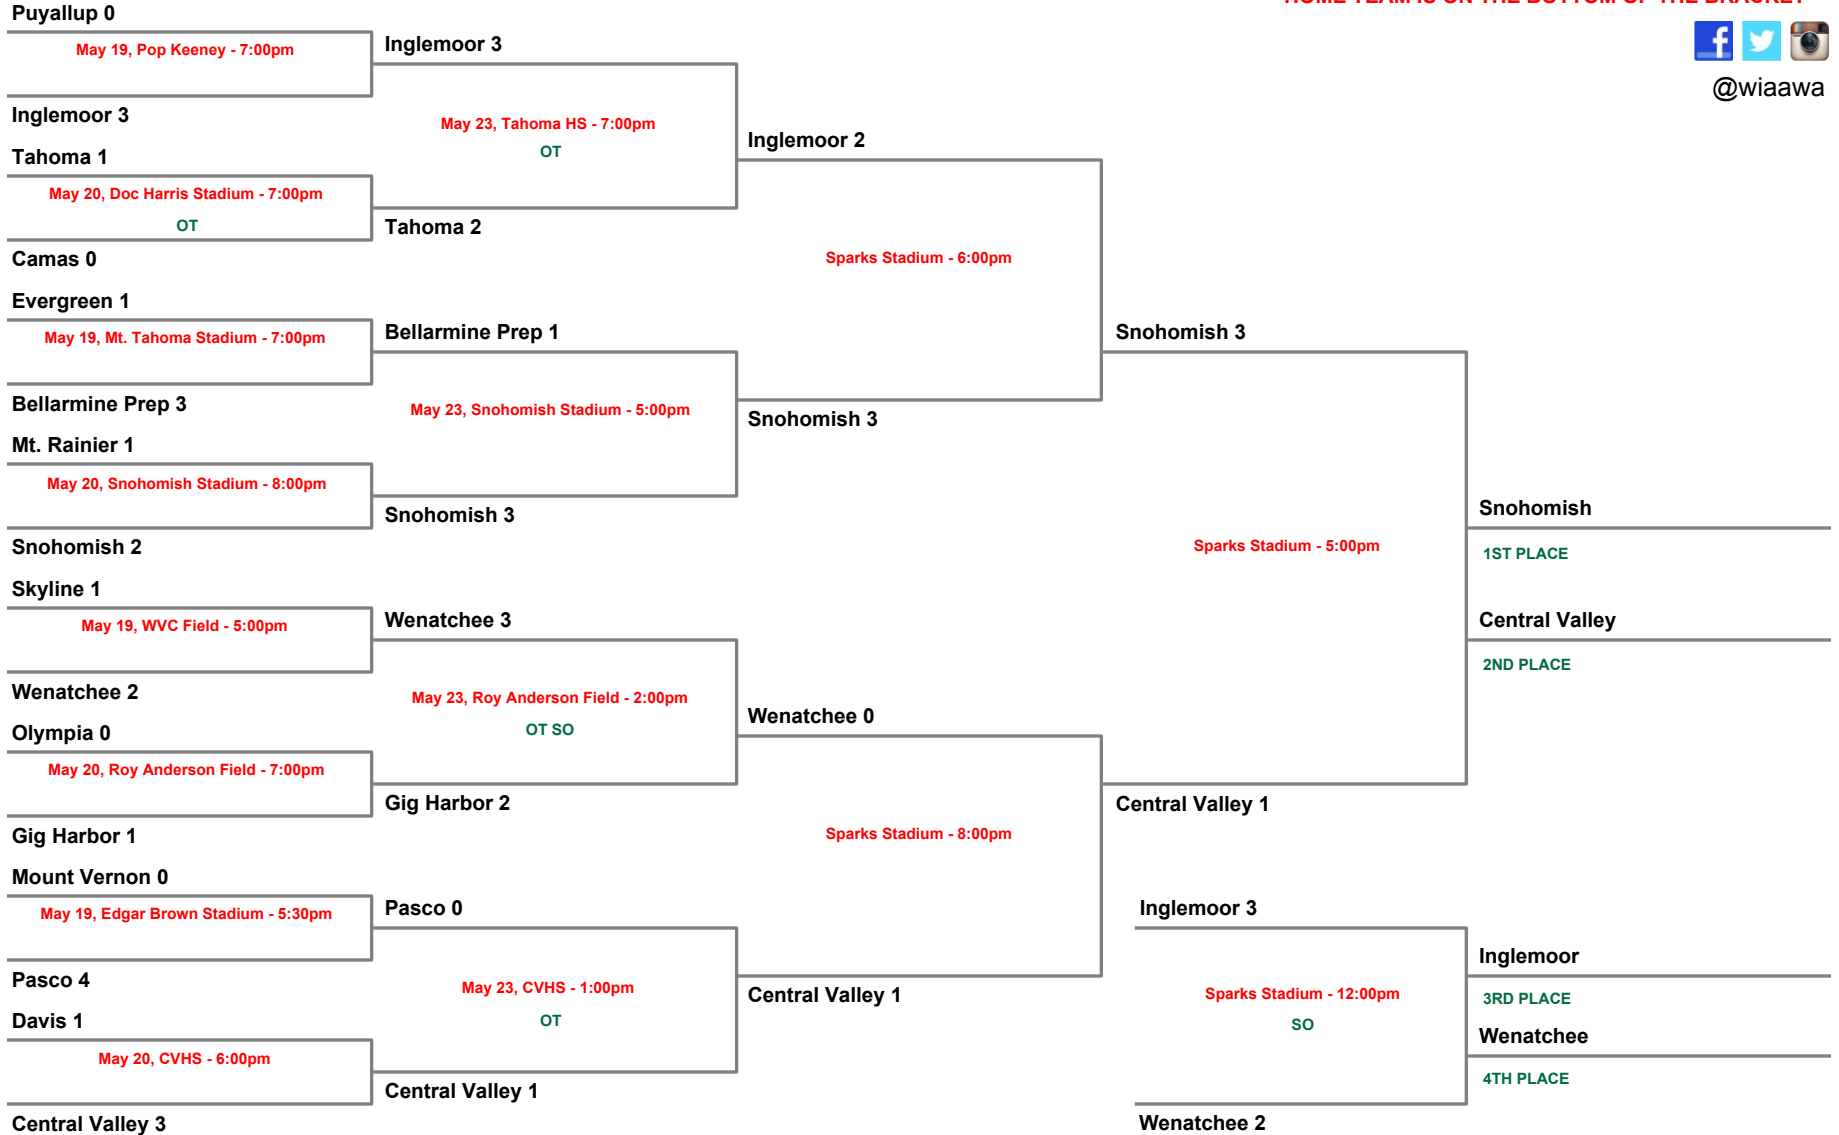 HOME TEAM IS ON THE BOTTOM OF THE BRACKET
@wiaawa
Puyallup 0
May 19, Pop Keeney - 7:00pm
Inglemoor 3
Tahoma 1
May 20, Doc Harris Stadium - 7:00pm
OT
Camas 0
Evergreen 1
May 19, Mt. Tahoma Stadium - 7:00pm
Bellarmine Prep 3
Mt. Rainier 1
May 20, Snohomish Stadium - 8:00pm
Snohomish 2
Skyline 1
May 19, WVC Field - 5:00pm
Wenatchee 2
Olympia 0
May 20, Roy Anderson Field - 7:00pm
Gig Harbor 1
Mount Vernon 0
May 19, Edgar Brown Stadium - 5:30pm
Pasco 4
Davis 1
May 20, CVHS - 6:00pm
Central Valley 3
Inglemoor 3
May 23, Tahoma HS - 7:00pm
OT
Tahoma 2
Bellarmine Prep 1
May 23, Snohomish Stadium - 5:00pm
Snohomish 3
Wenatchee 3
May 23, Roy Anderson Field - 2:00pm
OT SO
Gig Harbor 2
Pasco 0
May 23, CVHS - 1:00pm
OT
Central Valley 1
Inglemoor 2
Sparks Stadium - 6:00pm
Snohomish 3
Wenatchee 0
Sparks Stadium - 8:00pm
Central Valley 1
Snohomish 3
Sparks Stadium - 5:00pm
Central Valley 1
Inglemoor 3
Sparks Stadium - 12:00pm
SO
Wenatchee 2
Snohomish
1ST PLACE
Central Valley
2ND PLACE
Inglemoor
3RD PLACE
Wenatchee
4TH PLACE